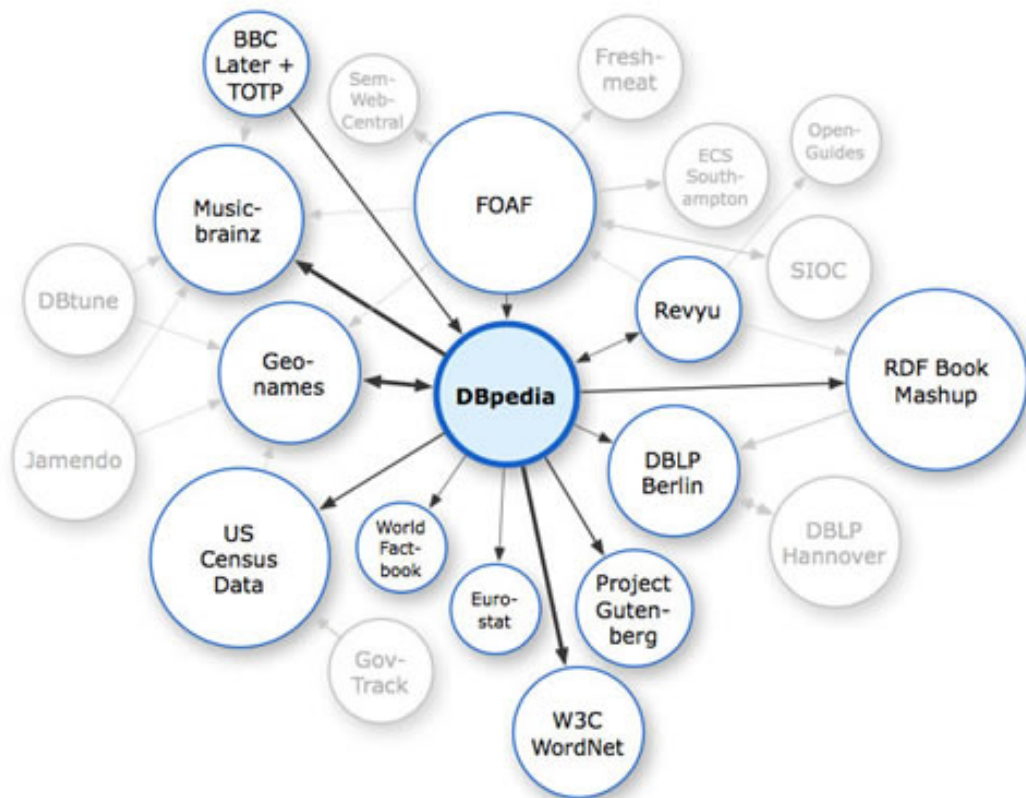 BBC
Later +
TOTP
Sem-
Web-
Central
Fresh-
meat
Open-
Guides
ECS
South-
ampton
Music-
brainz
FOAF
SIOC
DBtune
Revyu
Geo-
names
DBpedia
RDF Book
Mashup
Jamendo
DBLP
Berlin
US
Census
Data
World
Fact-
book
DBLP
Hannover
Euro-
stat
Project
Guten-
berg
Gov-
Track
W3C
WordNet